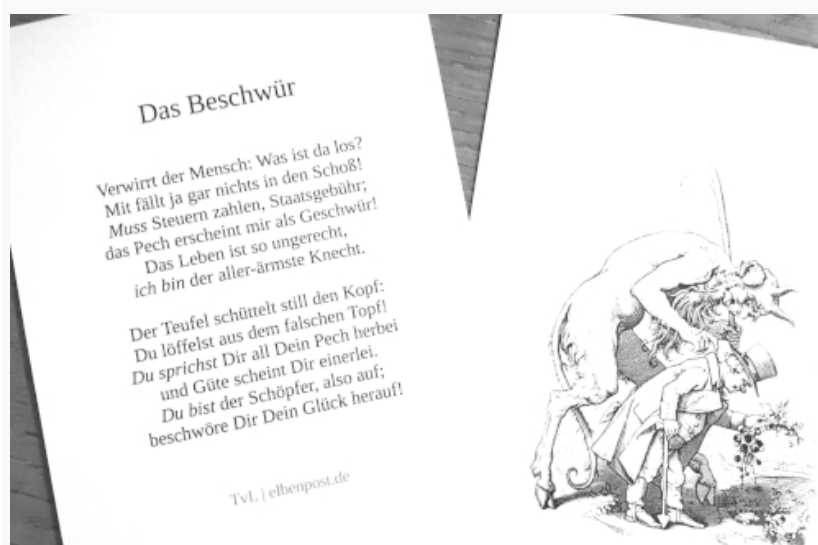 Das Beschwür
Verwirrt der Mensch: Was ist da los?
Mit fällt ja gar nichts in den Schoß!
Muss Steuern zahlen, Staatsgebühr;
das Pech erscheint mir als Geschwür!
Das Leben ist so ungerecht,
ich bin der aller-ärmste Knecht.
Der Teufel schüttelt still den Kopf:
Du löffelst aus dem falschen Topf!
Du sprichst Dir all Dein Pech herbei
und Güte scheint Dir einerlei.
Du bist der Schöpfer, also auf;
beschwöre Dir Dein Glück herauf!
TvL | elbenpost.de